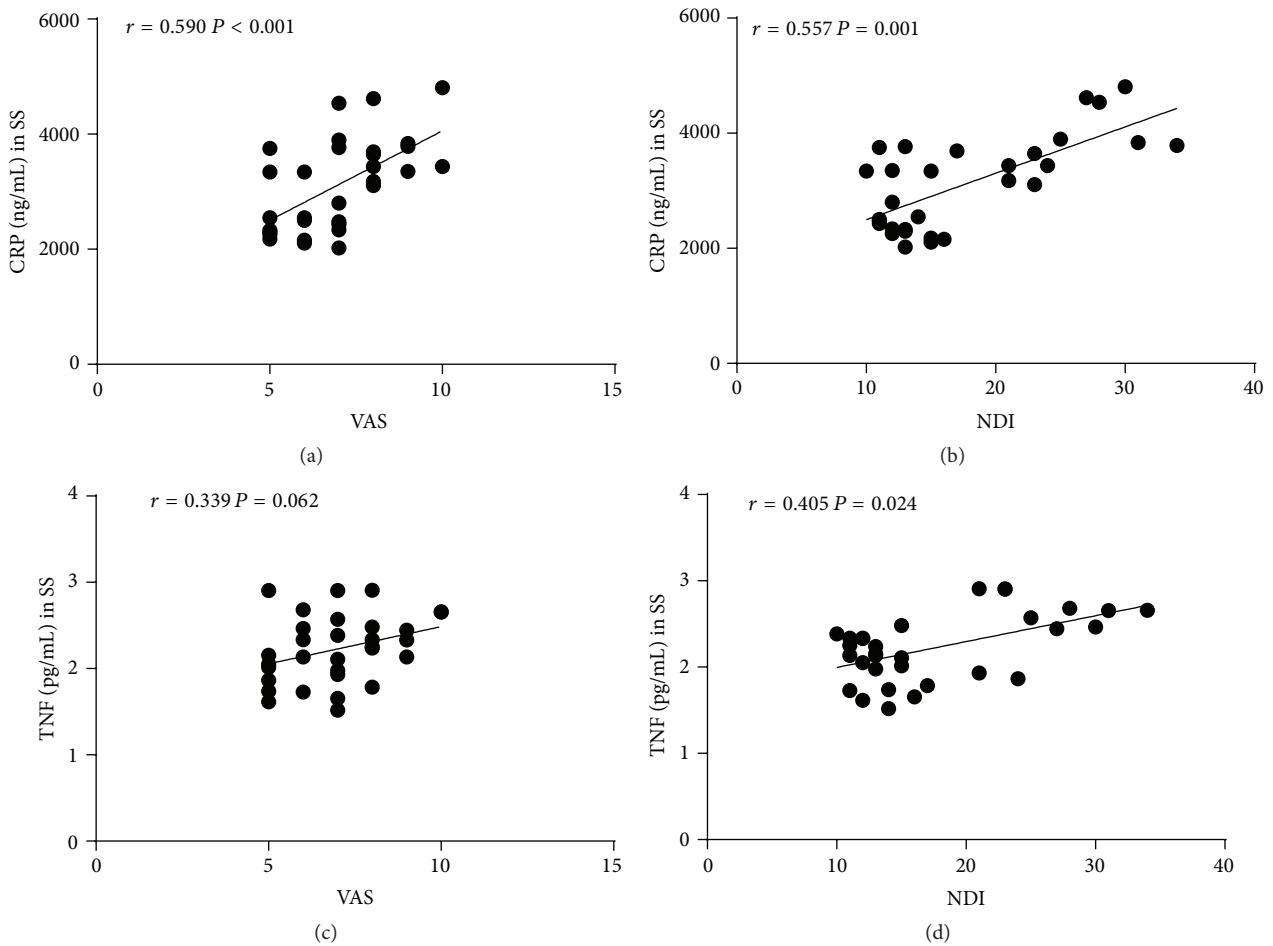 r = 0.590 P < 0.001
6000
4000
2000
0
CRP (ng/mL) in SS
0
5
10
15
VAS
(a)
r = 0.557 P = 0.001
6000
4000
2000
0
CRP (ng/mL) in SS
0
10
20
30
40
NDI
(b)
r = 0.339 P = 0.062
4
3
2
1
0
TNF (pg/mL) in SS
0
5
10
15
VAS
(c)
r = 0.405 P = 0.024
4
3
2
1
0
TNF (pg/mL) in SS
0
10
20
30
40
NDI
(d)